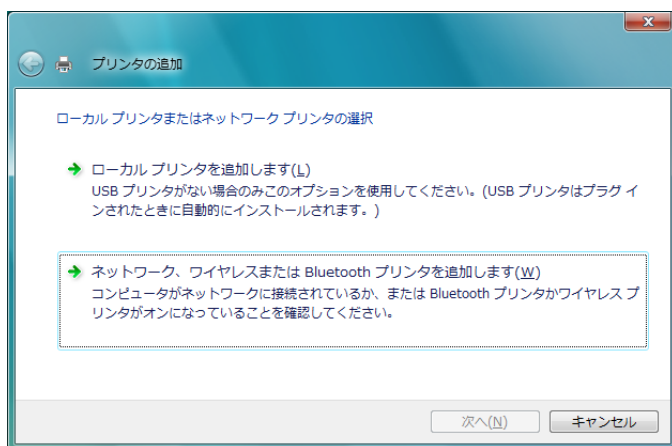 プリンタの追加
ローカル プリンタまたはネットワーク プリンタの選択
ローカル プリンタを追加します(L)
USB プリンタがない場合のみこのオプションを使用してください。(USB プリンタはプラグ イ
ンされたときに自動的にインストールされます。)
ネットワーク、ワイヤレスまたは Bluetooth プリンタを追加します(W)
コンピュータがネットワークに接続されているか、または Bluetooth プリンタかワイヤレス プ
リンタがオンになっていることを確認してください。
次へ(N) キャンセル